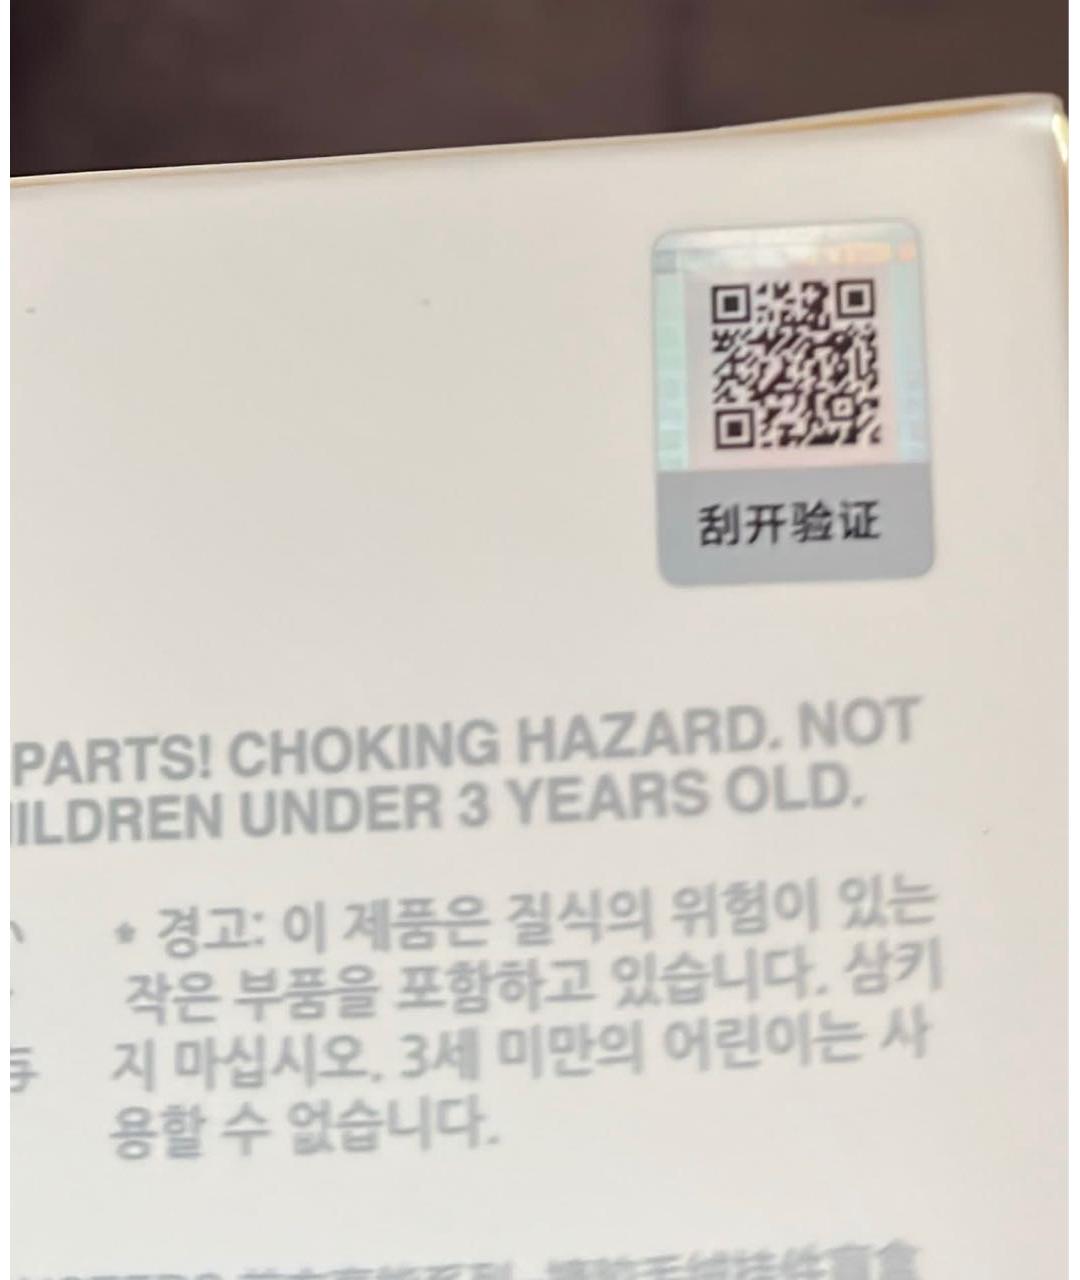 刮开验证
PARTS! CHOKING HAZARD. NOT
ILDREN UNDER 3 YEARS OLD.
* 경고: 이 제품은 질식의 위험이 있는
작은 부품을 포함하고 있습니다. 삼키
지 마십시오. 3세 미만의 어린이는 사
용할 수 없습니다.